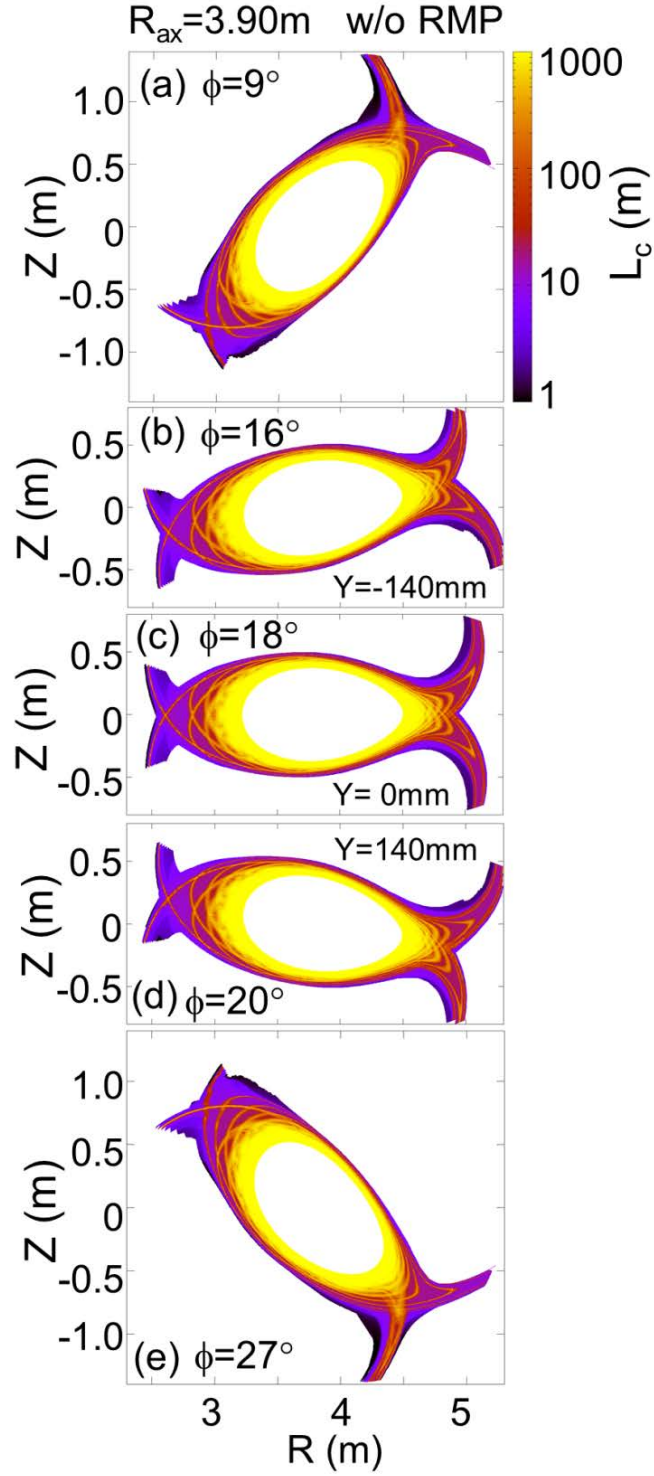 R_ax=3.90m w/o RMP
(a) φ=9°
1.0
0.5
0
-0.5
-1.0
Z (m)
1000
100
10
1
L_c (m)
(b) φ=16°
0.5
0
-0.5
Z (m)
Y=-140mm
(c) φ=18°
0.5
0
-0.5
Z (m)
Y= 0mm
Y=140mm
0.5
0
-0.5
Z (m)
(d) φ=20°
1.0
0.5
0
-0.5
-1.0
Z (m)
(e) φ=27°
3 4 5
R (m)